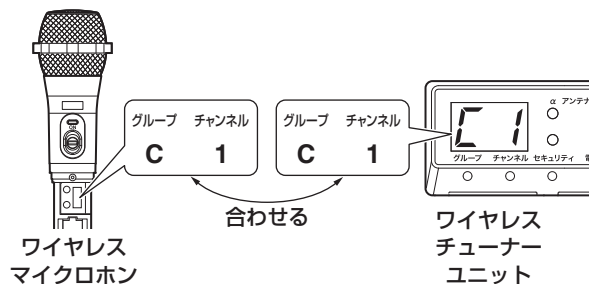 ON
グループ チャンネル
C 1
グループ チャンネル
C 1
合わせる
C1
α アンテナ
グループ チャンネル セキュリティ
ワイヤレス
マイクロホン
ワイヤレス
チューナー
ユニット